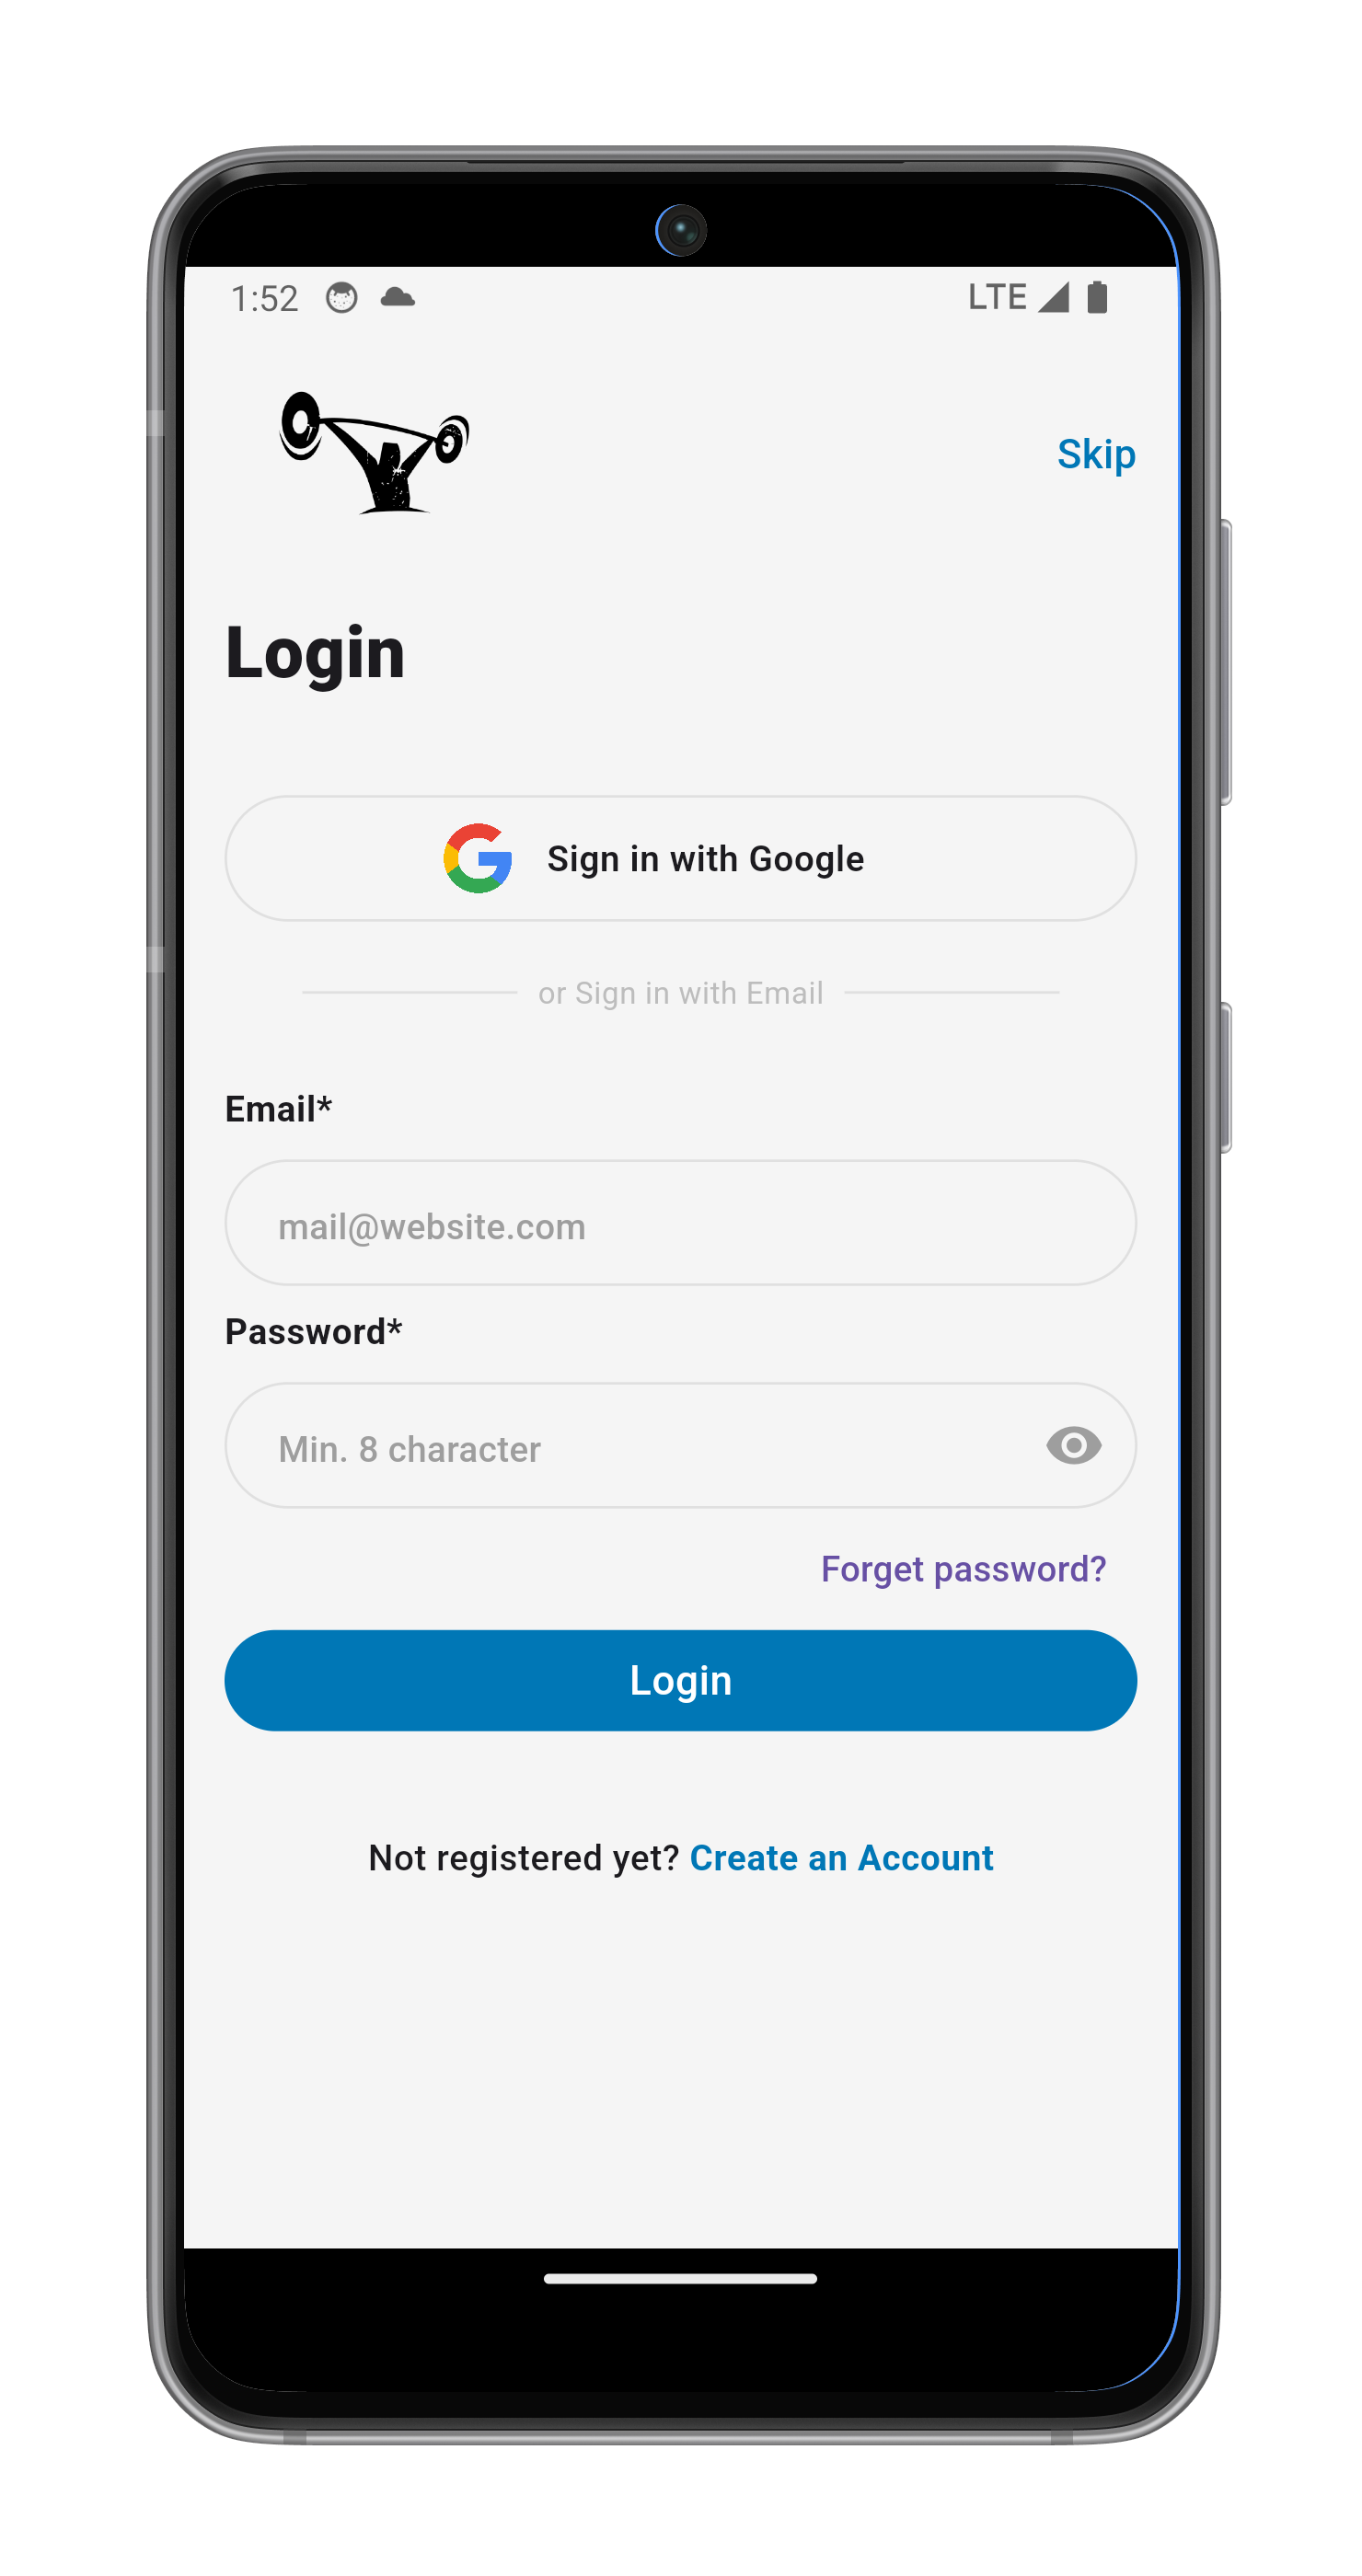 1:52 LTE
Skip
Login
Sign in with Google
or Sign in with Email
Email*
mail@website.com
Password*
Min. 8 character
Forget password?
Login
Not registered yet? Create an Account